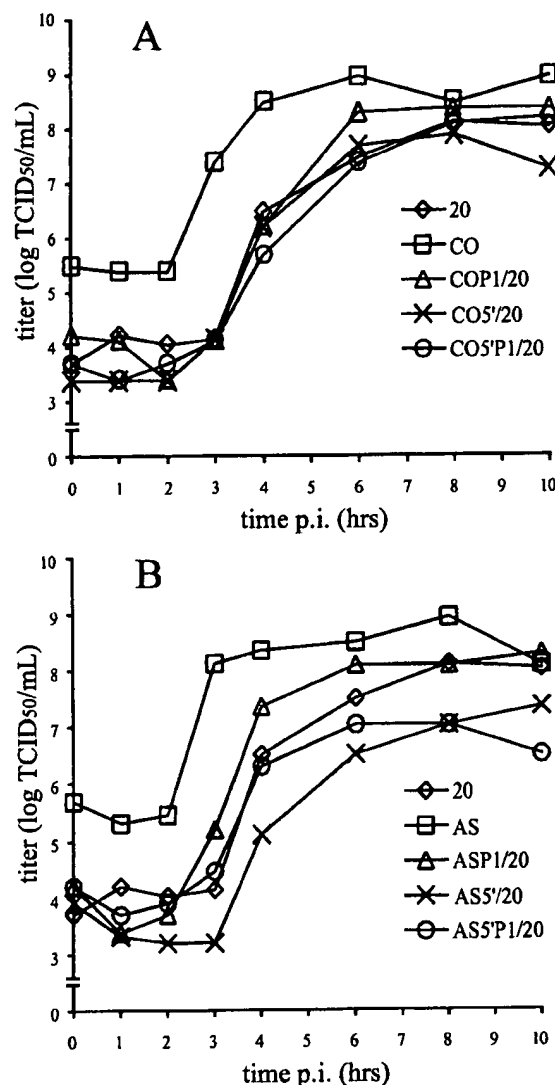 A
10
9
8
7
6
5
4
3
0
titer (log TCID50/mL)
20
CO
COP1/20
CO5'/20
CO5'P1/20
0 1 2 3 4 5 6 7 8 9 10
time p.i. (hrs)
B
10
9
8
7
6
5
4
3
0
titer (log TCID50/mL)
20
AS
ASP1/20
AS5'/20
AS5'P1/20
0 1 2 3 4 5 6 7 8 9 10
time p.i. (hrs)